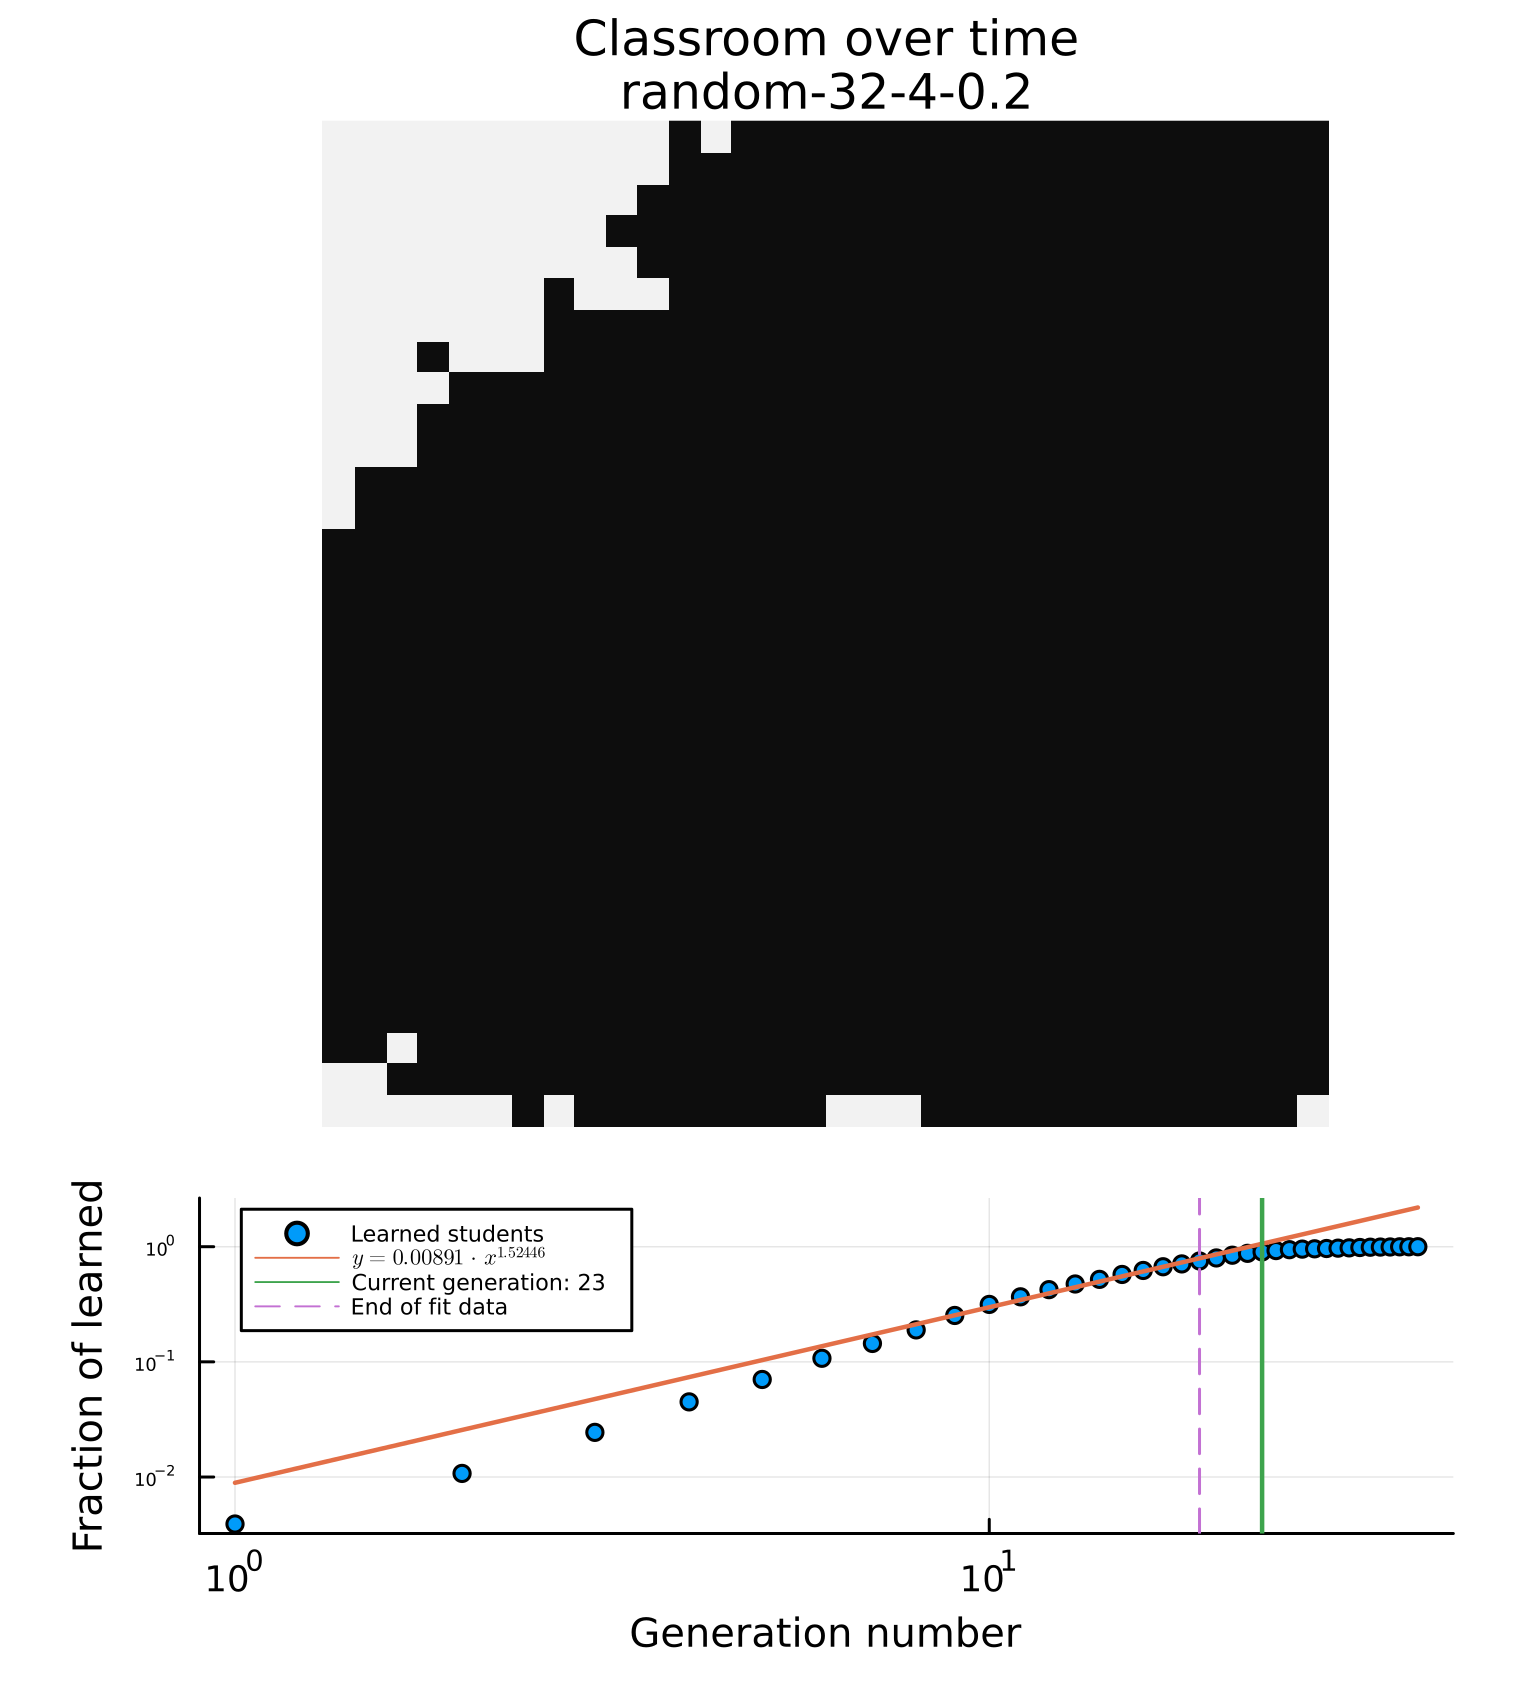 Classroom over time
random-32-4-0.2
Fraction of learned
Learned students
y = 0.00891 · x^1.52446
Current generation: 23
End of fit data
10^0
10^-1
10^-2
10^0
10^1
Generation number